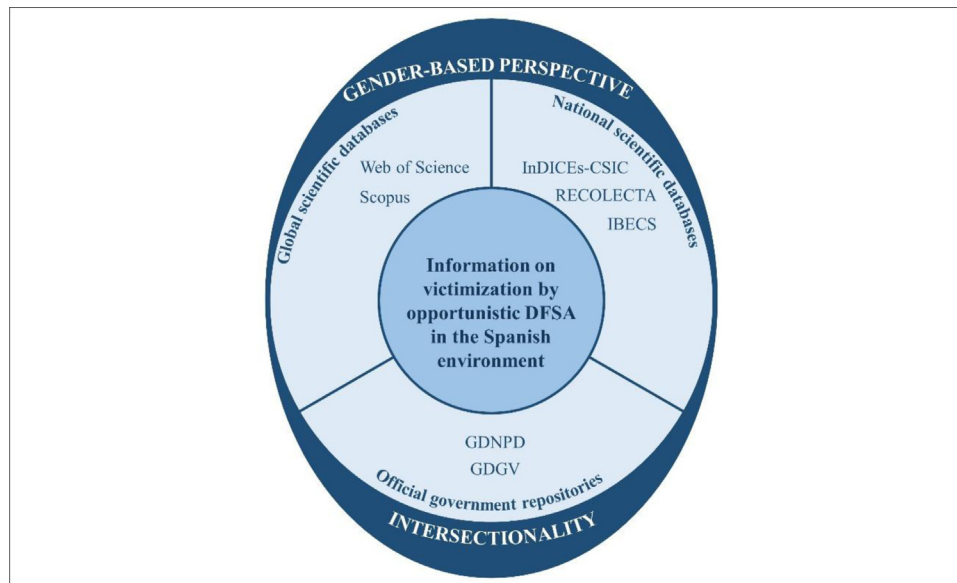 GENDER-BASED PERSPECTIVE
Global scientific databases
Web of Science
Scopus
National scientific databases
InDICEs-CSIC
RECOLECTA
IBECS
Information on
victimization by
opportunistic DFSA
in the Spanish
environment
GDNPD
GDGV
Official government repositories
INTERSECTIONALITY